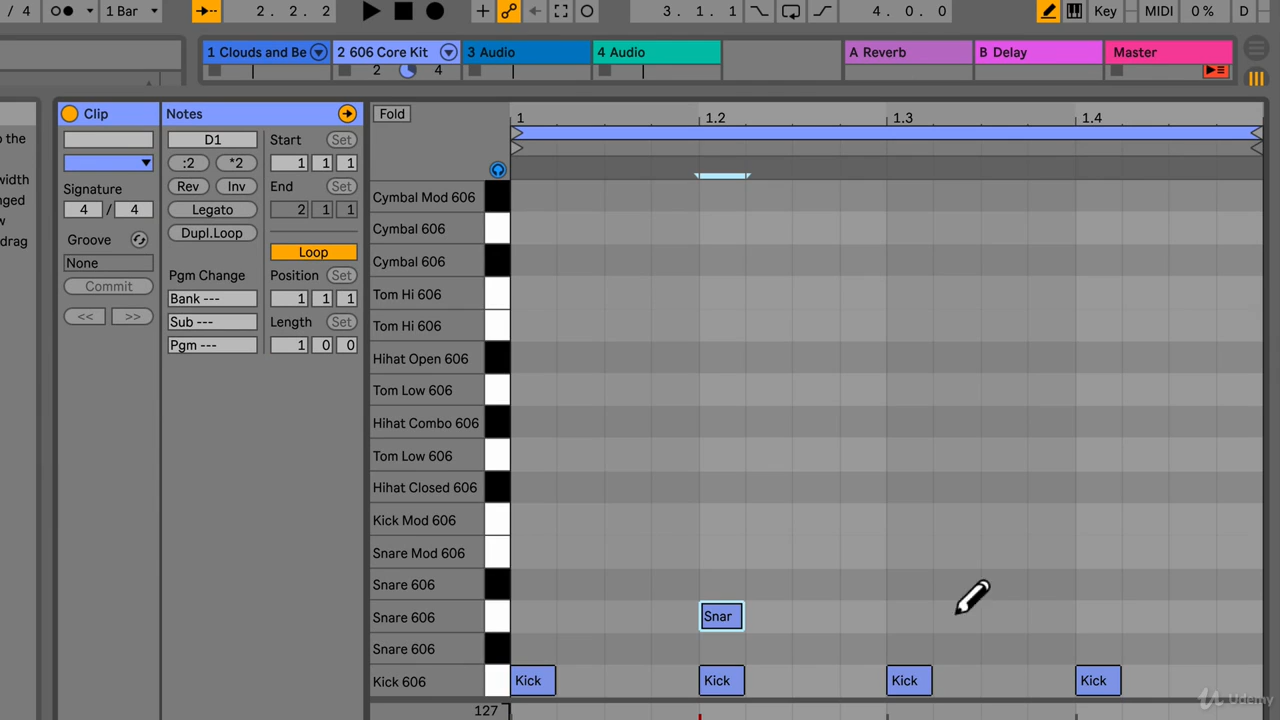 / 4
1 Bar
2. 2. 2
3. 1. 1
4. 0. 0
Key
MIDI
0 %
D
1 Clouds and Be
2 606 Core Kit
3 Audio
4 Audio
A Reverb
B Delay
Master
2 4
o the
width
nged
w
drag
Clip
Signature
4 / 4
Groove
None
Commit
<< >>
Notes
D1
:2 *2
Rev Inv
Legato
Dupl.Loop
Pgm Change
Bank ---
Sub ---
Pgm ---
Start Set
1 1 1
End Set
2 1 1
Loop
Position Set
1 1 1
Length Set
1 0 0
Fold
1 1.2 1.3 1.4
Cymbal Mod 606
Cymbal 606
Cymbal 606
Tom Hi 606
Tom Hi 606
Hihat Open 606
Tom Low 606
Hihat Combo 606
Tom Low 606
Hihat Closed 606
Kick Mod 606
Snare Mod 606
Snare 606
Snare 606 Snar
Snare 606
Kick 606 Kick Kick Kick Kick
127
Udemy